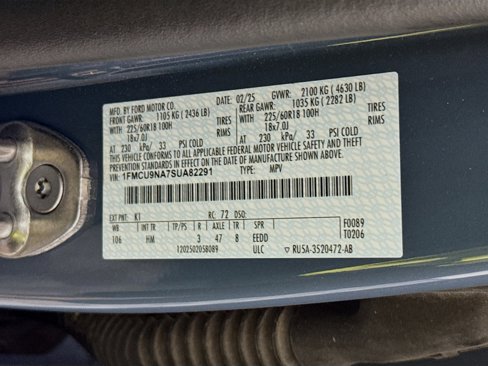 MFD. BY FORD MOTOR CO.
02/25 GVWR: 2100 KG ( 4630 LB)
FRONT GAWR: 1105 KG ( 2436 LB)
REAR GAWR: 1035 KG ( 2282 LB)
WITH 225/60R18 100H TIRES
WITH 225/60R18 100H TIRES
18x7.0J RIMS
18x7.0J RIMS
AT 230 kPa/ 33 PSI COLD
AT 230 kPa/ 33 PSI COLD
THIS VEHICLE CONFORMS TO ALL APPLICABLE FEDERAL MOTOR VEHICLE SAFETY AND THEFT
PREVENTION STANDARDS IN EFFECT ON THE DATE OF MANUFACTURE SHOWN ABOVE.
VIN: 1FMCU9NA7SUA82291 TYPE: MPV
EXT PNT: K1 RC: 72 DSO: F0089
WB INT TR TP/PS R AXLE TR SPR T0206
106 HM 3 47 8 EEDD
1202502058089 ULC RU5A-3520472-AB